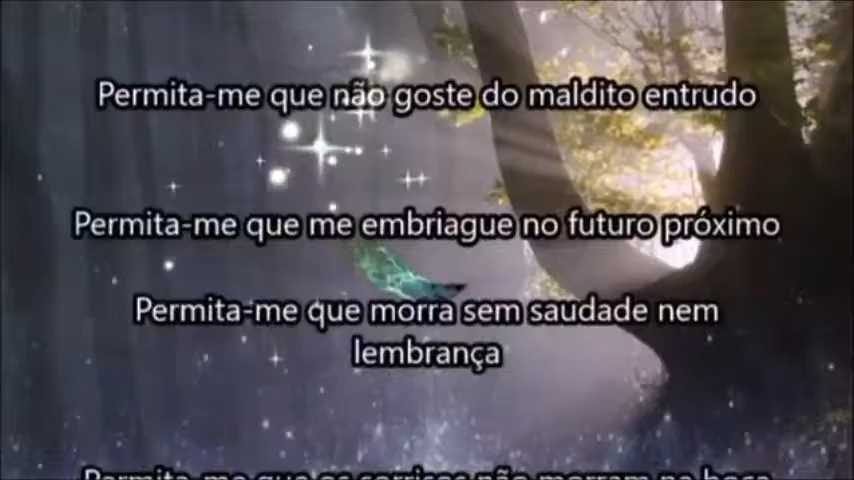 Permita-me que não goste do maldito entrudo
Permita-me que me embriague no futuro próximo
Permita-me que morra sem saudade nem
lembrança
Permita-me que os sorrisos não morram na boca